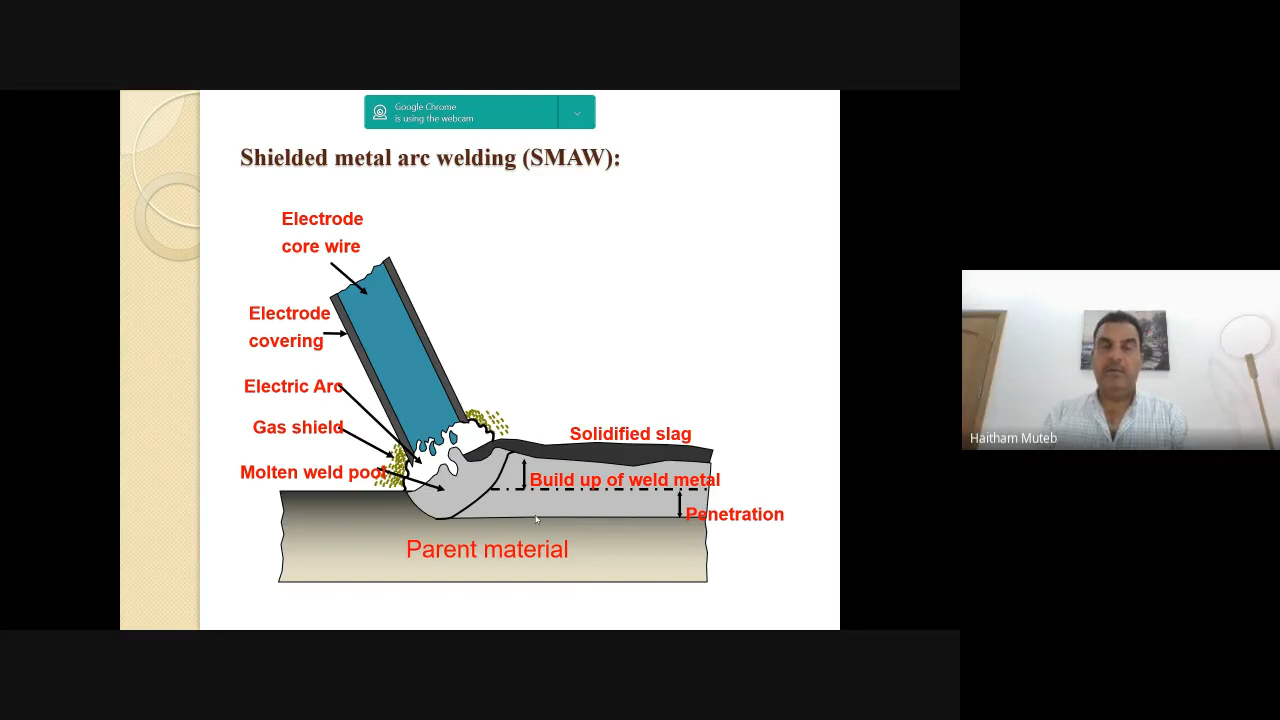 Google Chrome
is using the webcam
Shielded metal arc welding (SMAW):
Electrode
core wire
Electrode
covering
Electric Arc
Gas shield
Molten weld pool
Solidified slag
Build up of weld metal
Penetration
Parent material
Haitham Muteb